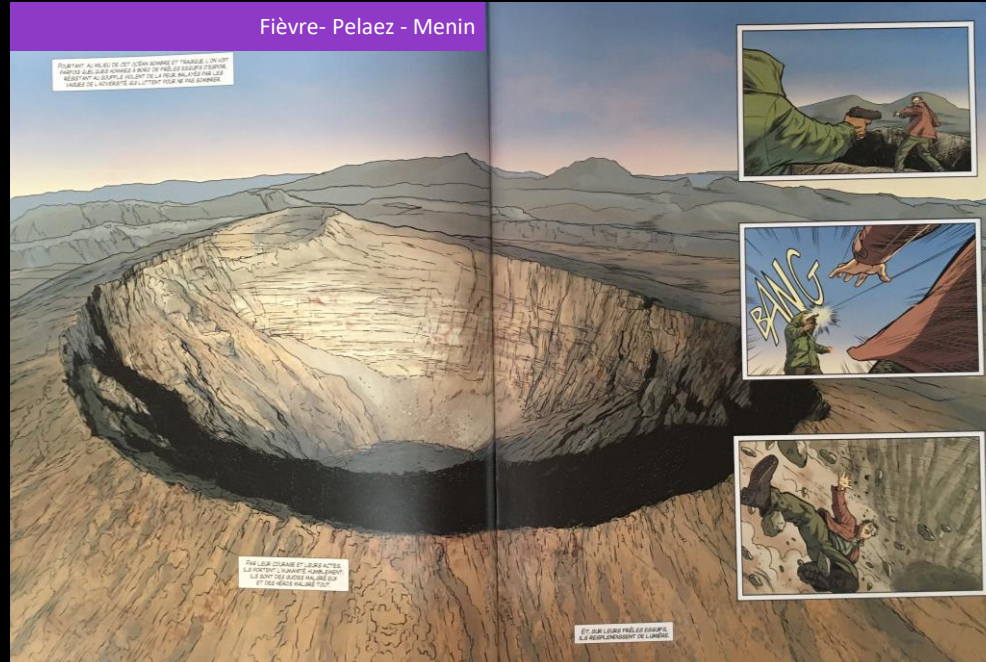 Fièvre- Pelaez - Menin
POURTANT, AU MILIEU DE CET OCÉAN SOMBRE ET TRAGIQUE, L'ON VOIT
PARFOIS QUELQUES HOMMES À BORD DE FRÊLES ESQUIFS D'ESPOIR,
RÉSISTANT AU SOUFFLE VIOLENT DE LA PEUR, BALAYÉS PAR LES
VAGUES DE L'ADVERSITÉ, QUI LUTTENT POUR NE PAS SOMBRER.
BANG
PAR LEUR COURAGE ET LEURS ACTES,
ILS PORTENT L'HUMANITÉ, HUMBLEMENT.
ILS SONT DES GUIDES MALGRÉ EUX
ET DES HÉROS MALGRÉ TOUT.
ET, SUR LEURS FRÊLES ESQUIFS,
ILS RESPLENDISSENT DE LUMIÈRE.